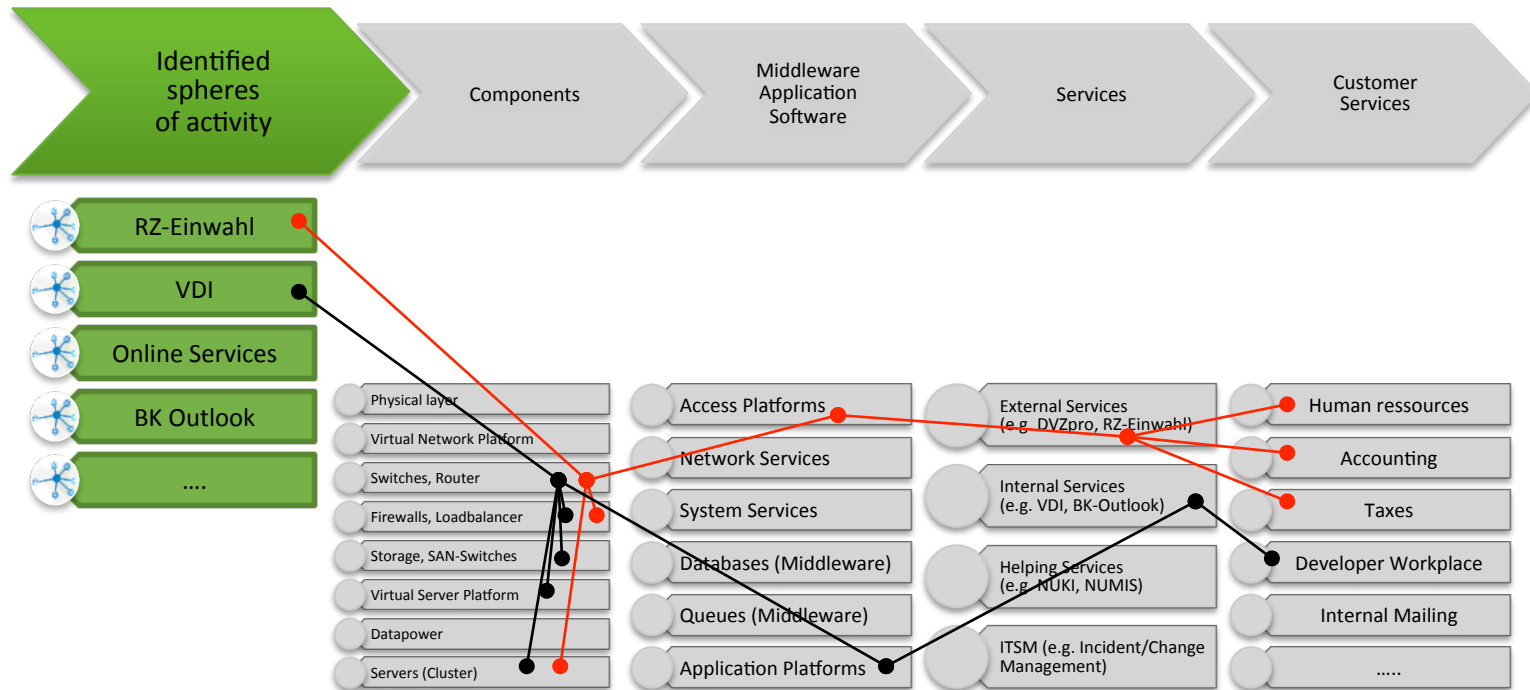 Identified
spheres
of activity
Components
Middleware
Application
Software
Services
Customer
Services
RZ-Einwahl
VDI
Online Services
BK Outlook
....
Physical layer
Virtual Network Platform
Switches, Router
Firewalls, Loadbalancer
Storage, SAN-Switches
Virtual Server Platform
Datapower
Servers (Cluster)
Access Platforms
Network Services
System Services
Databases (Middleware)
Queues (Middleware)
Application Platforms
External Services
(e.g. DVZpro, RZ-Einwahl)
Internal Services
(e.g. VDI, BK-Outlook)
Helping Services
(e.g. NUKI, NUMIS)
ITSM (e.g. Incident/Change
Management)
Human ressources
Accounting
Taxes
Developer Workplace
Internal Mailing
.....